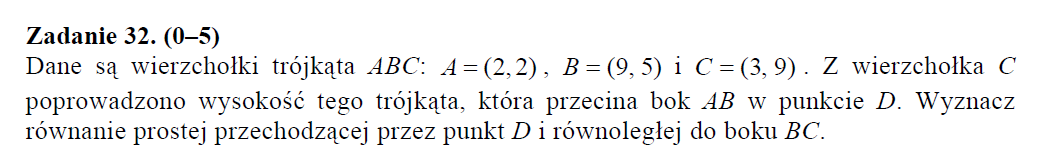 Zadanie 32. (0–5)
Dane są wierzchołki trójkąta ABC: A = (2, 2), B = (9, 5) i C = (3, 9). Z wierzchołka C
poprowadzono wysokość tego trójkąta, która przecina bok AB w punkcie D. Wyznacz
równanie prostej przechodzącej przez punkt D i równoległej do boku BC.